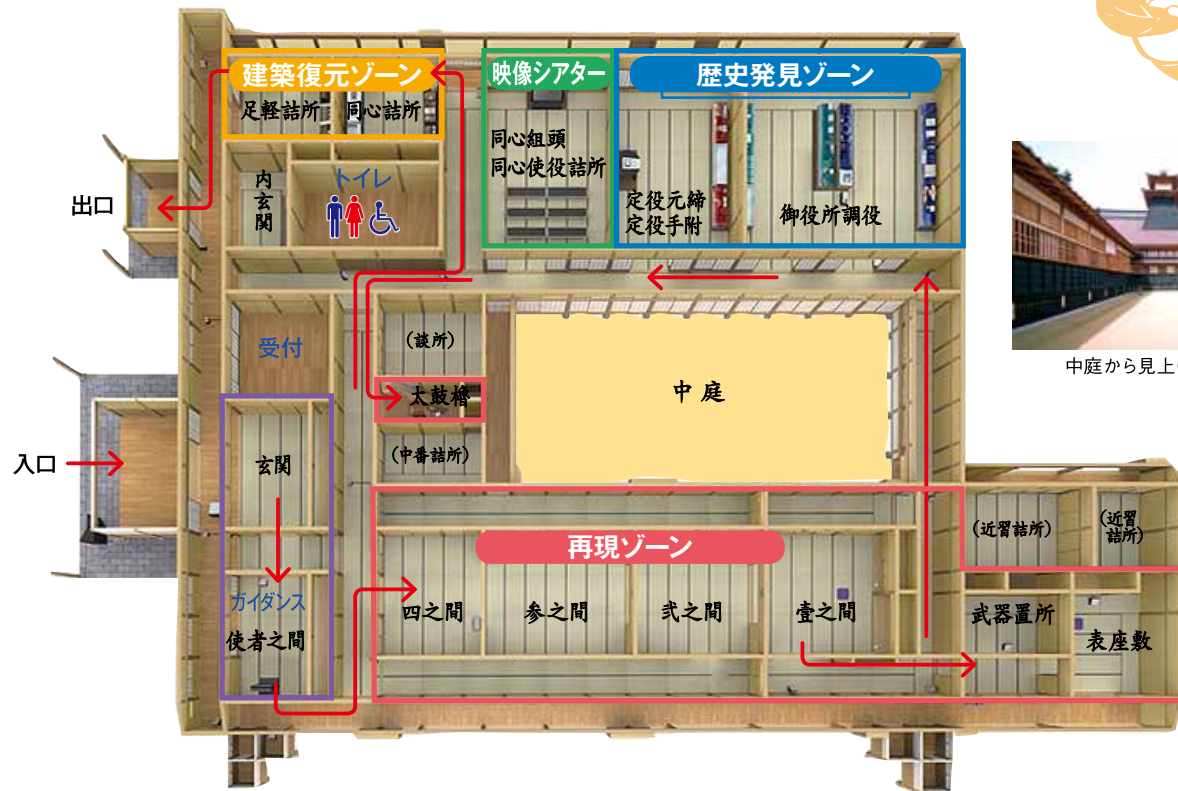 建築復元ゾーン
映像シアター
歴史発見ゾーン
足軽詰所
同心詰所
同心組頭
同心使役詰所
定役元締
定役手附
御役所調役
内玄関
トイレ
出口
受付
(談所)
太鼓櫓
(中番詰所)
中庭
中庭から見上
入口
玄関
ガイダンス
使者之間
再現ゾーン
四之間
参之間
弐之間
壹之間
(近習詰所)
(近習
詰所)
武器置所
表座敷